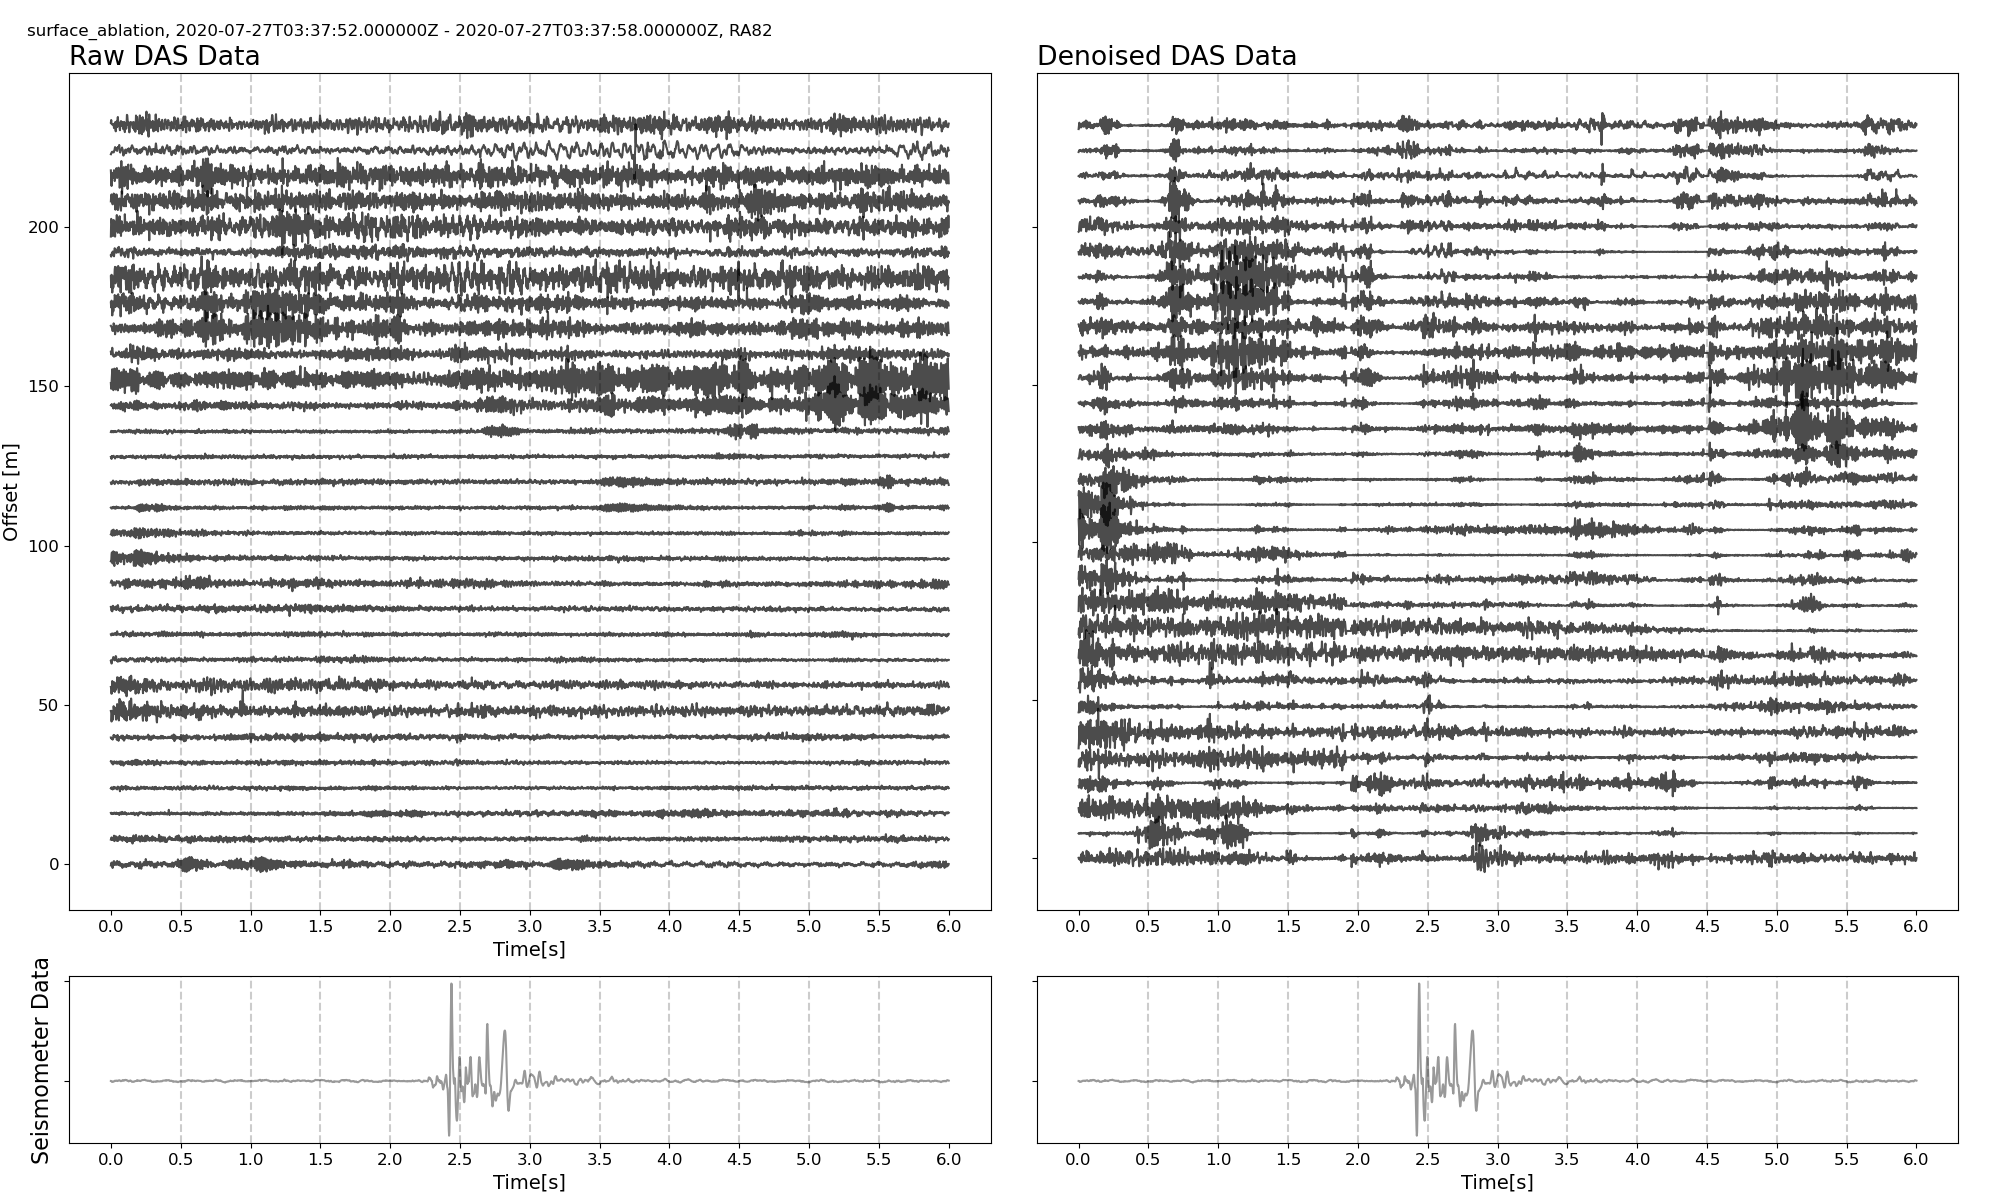 surface_ablation, 2020-07-27T03:37:52.000000Z - 2020-07-27T03:37:58.000000Z, RA82
Raw DAS Data
Denoised DAS Data
Offset [m]
200
150
100
50
0
0.0 0.5 1.0 1.5 2.0 2.5 3.0 3.5 4.0 4.5 5.0 5.5 6.0
Time[s]
0.0 0.5 1.0 1.5 2.0 2.5 3.0 3.5 4.0 4.5 5.0 5.5 6.0
Seismometer Data
0.0 0.5 1.0 1.5 2.0 2.5 3.0 3.5 4.0 4.5 5.0 5.5 6.0
Time[s]
0.0 0.5 1.0 1.5 2.0 2.5 3.0 3.5 4.0 4.5 5.0 5.5 6.0
Time[s]